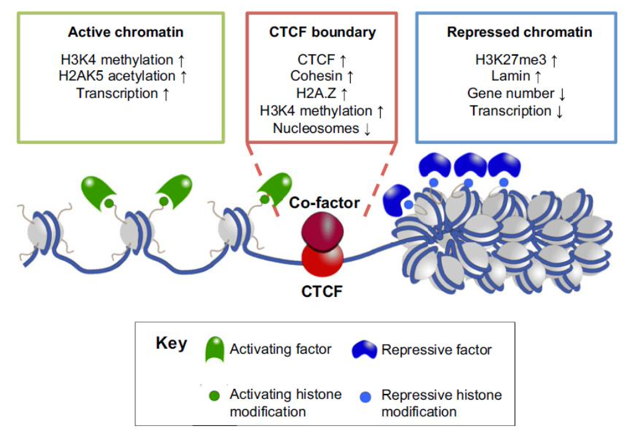 Active chromatin
H3K4 methylation ↑
H2AK5 acetylation ↑
Transcription ↑
CTCF boundary
CTCF ↑
Cohesin ↑
H2A.Z ↑
H3K4 methylation ↑
Nucleosomes ↓
Repressed chromatin
H3K27me3 ↑
Lamin ↑
Gene number ↓
Transcription ↓
Co-factor
CTCF
Key
Activating factor
Repressive factor
Activating histone
modification
Repressive histone
modification